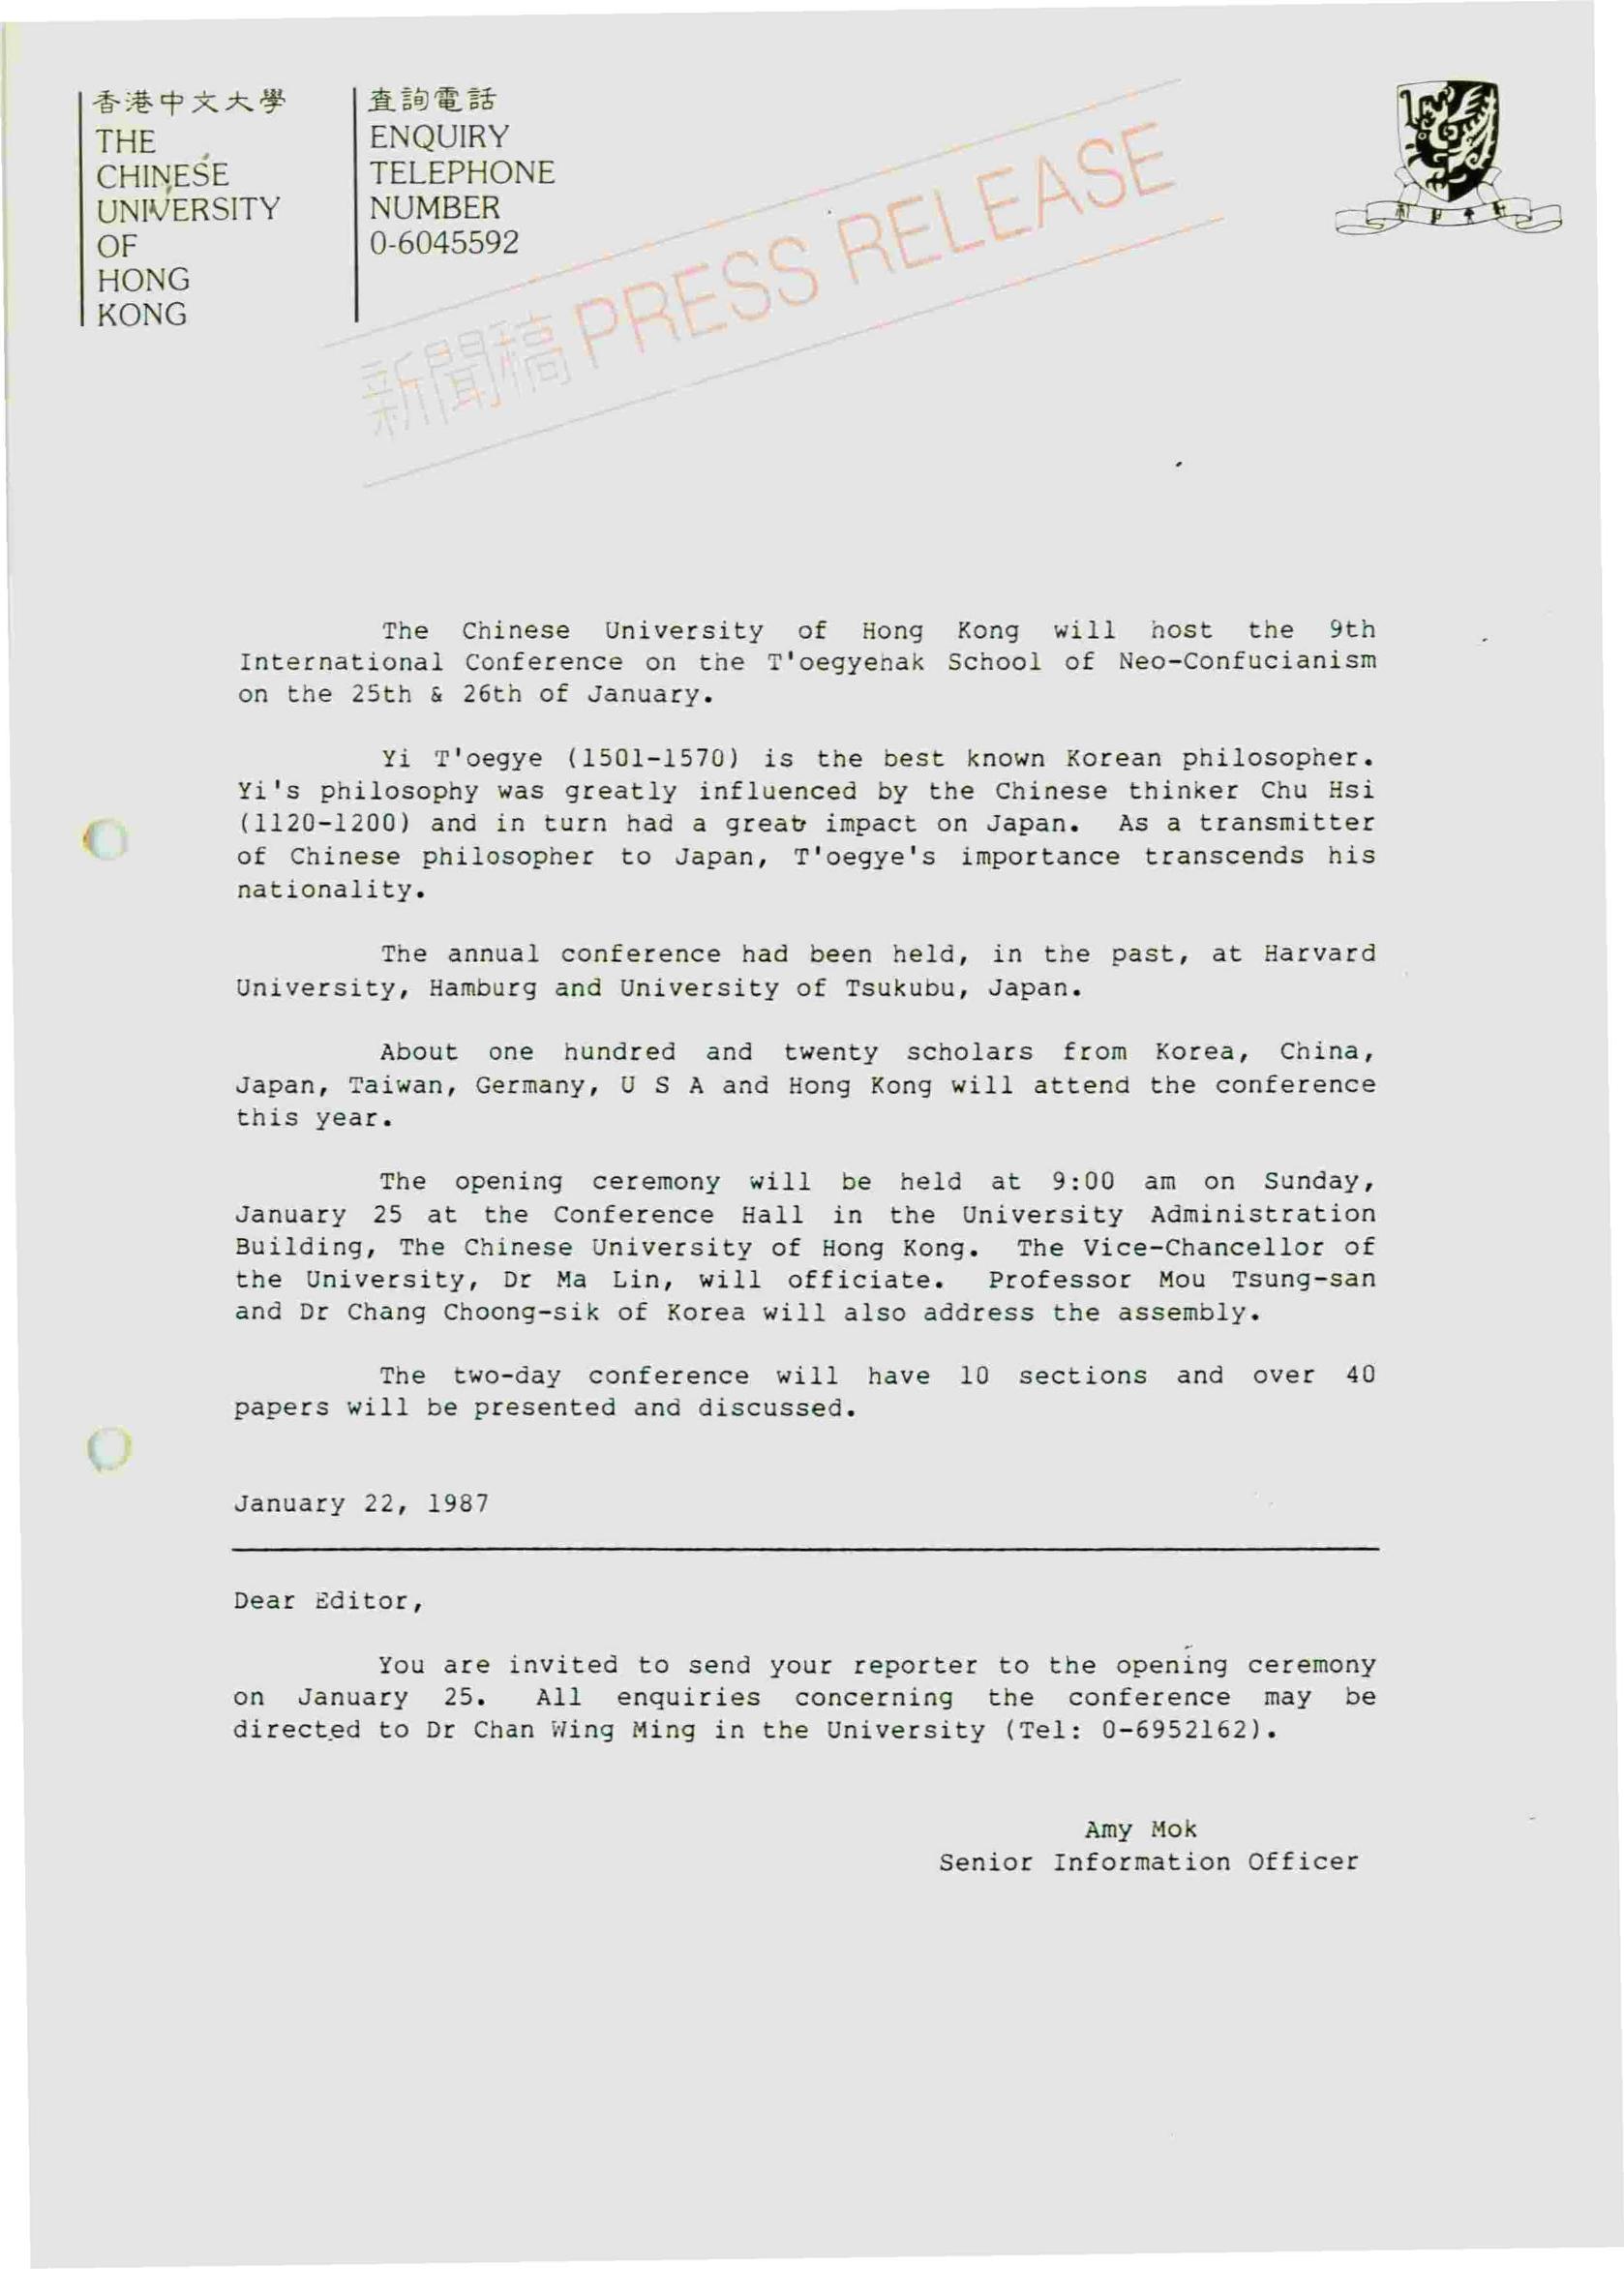 香港中文大學
THE
CHINESE
UNIVERSITY
OF
HONG
KONG
查詢電話
ENQUIRY
TELEPHONE
NUMBER
0-6045592
新聞稿 PRESS RELEASE
The Chinese University of Hong Kong will host the 9th
International Conference on the T'oegyehak School of Neo-Confucianism
on the 25th & 26th of January.
Yi T'oegye (1501-1570) is the best known Korean philosopher.
Yi's philosophy was greatly influenced by the Chinese thinker Chu Hsi
(1120-1200) and in turn had a great impact on Japan. As a transmitter
of Chinese philosopher to Japan, T'oegye's importance transcends his
nationality.
The annual conference had been held, in the past, at Harvard
University, Hamburg and University of Tsukubu, Japan.
About one hundred and twenty scholars from Korea, China,
Japan, Taiwan, Germany, U S A and Hong Kong will attend the conference
this year.
The opening ceremony will be held at 9:00 am on Sunday,
January 25 at the Conference Hall in the University Administration
Building, The Chinese University of Hong Kong. The Vice-Chancellor of
the University, Dr Ma Lin, will officiate. Professor Mou Tsung-san
and Dr Chang Choong-sik of Korea will also address the assembly.
The two-day conference will have 10 sections and over 40
papers will be presented and discussed.
January 22, 1987
Dear Editor,
You are invited to send your reporter to the opening ceremony
on January 25. All enquiries concerning the conference may be
directed to Dr Chan Wing Ming in the University (Tel: 0-6952162).
Amy Mok
Senior Information Officer